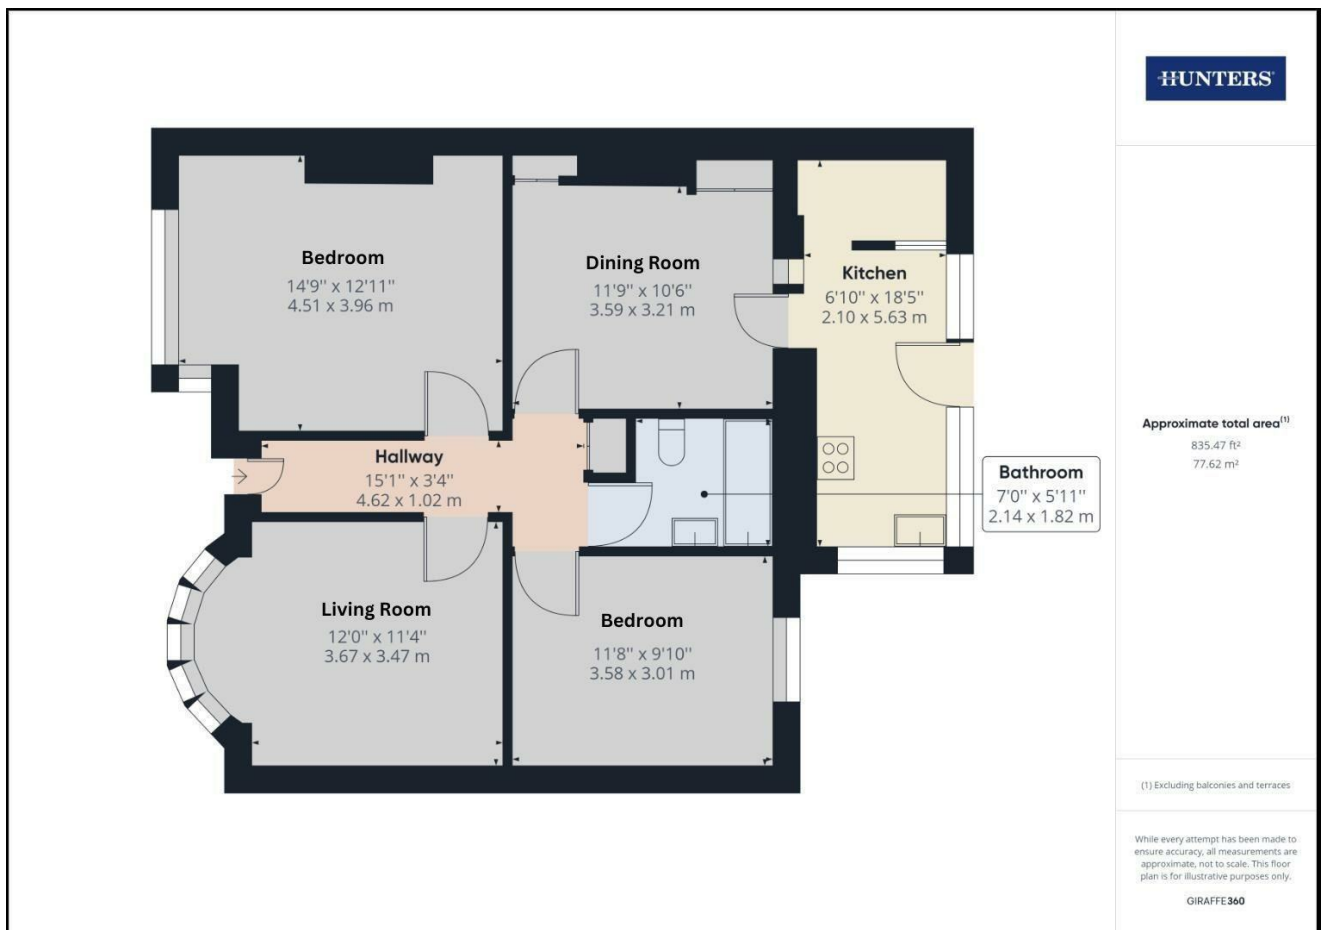 HUNTERS
Bedroom
14'9" x 12'11"
4.51 x 3.96 m
Dining Room
11'9" x 10'6"
3.59 x 3.21 m
Kitchen
6'10" x 18'5"
2.10 x 5.63 m
Hallway
15'1" x 3'4"
4.62 x 1.02 m
Bathroom
7'0" x 5'11"
2.14 x 1.82 m
Living Room
12'0" x 11'4"
3.67 x 3.47 m
Bedroom
11'8" x 9'10"
3.58 x 3.01 m
Approximate total area(1)
835.47 ft²
77.62 m²
(1) Excluding balconies and terraces
While every attempt has been made to
ensure accuracy, all measurements are
approximate, not to scale. This floor
plan is for illustrative purposes only.
GIRAFFE360